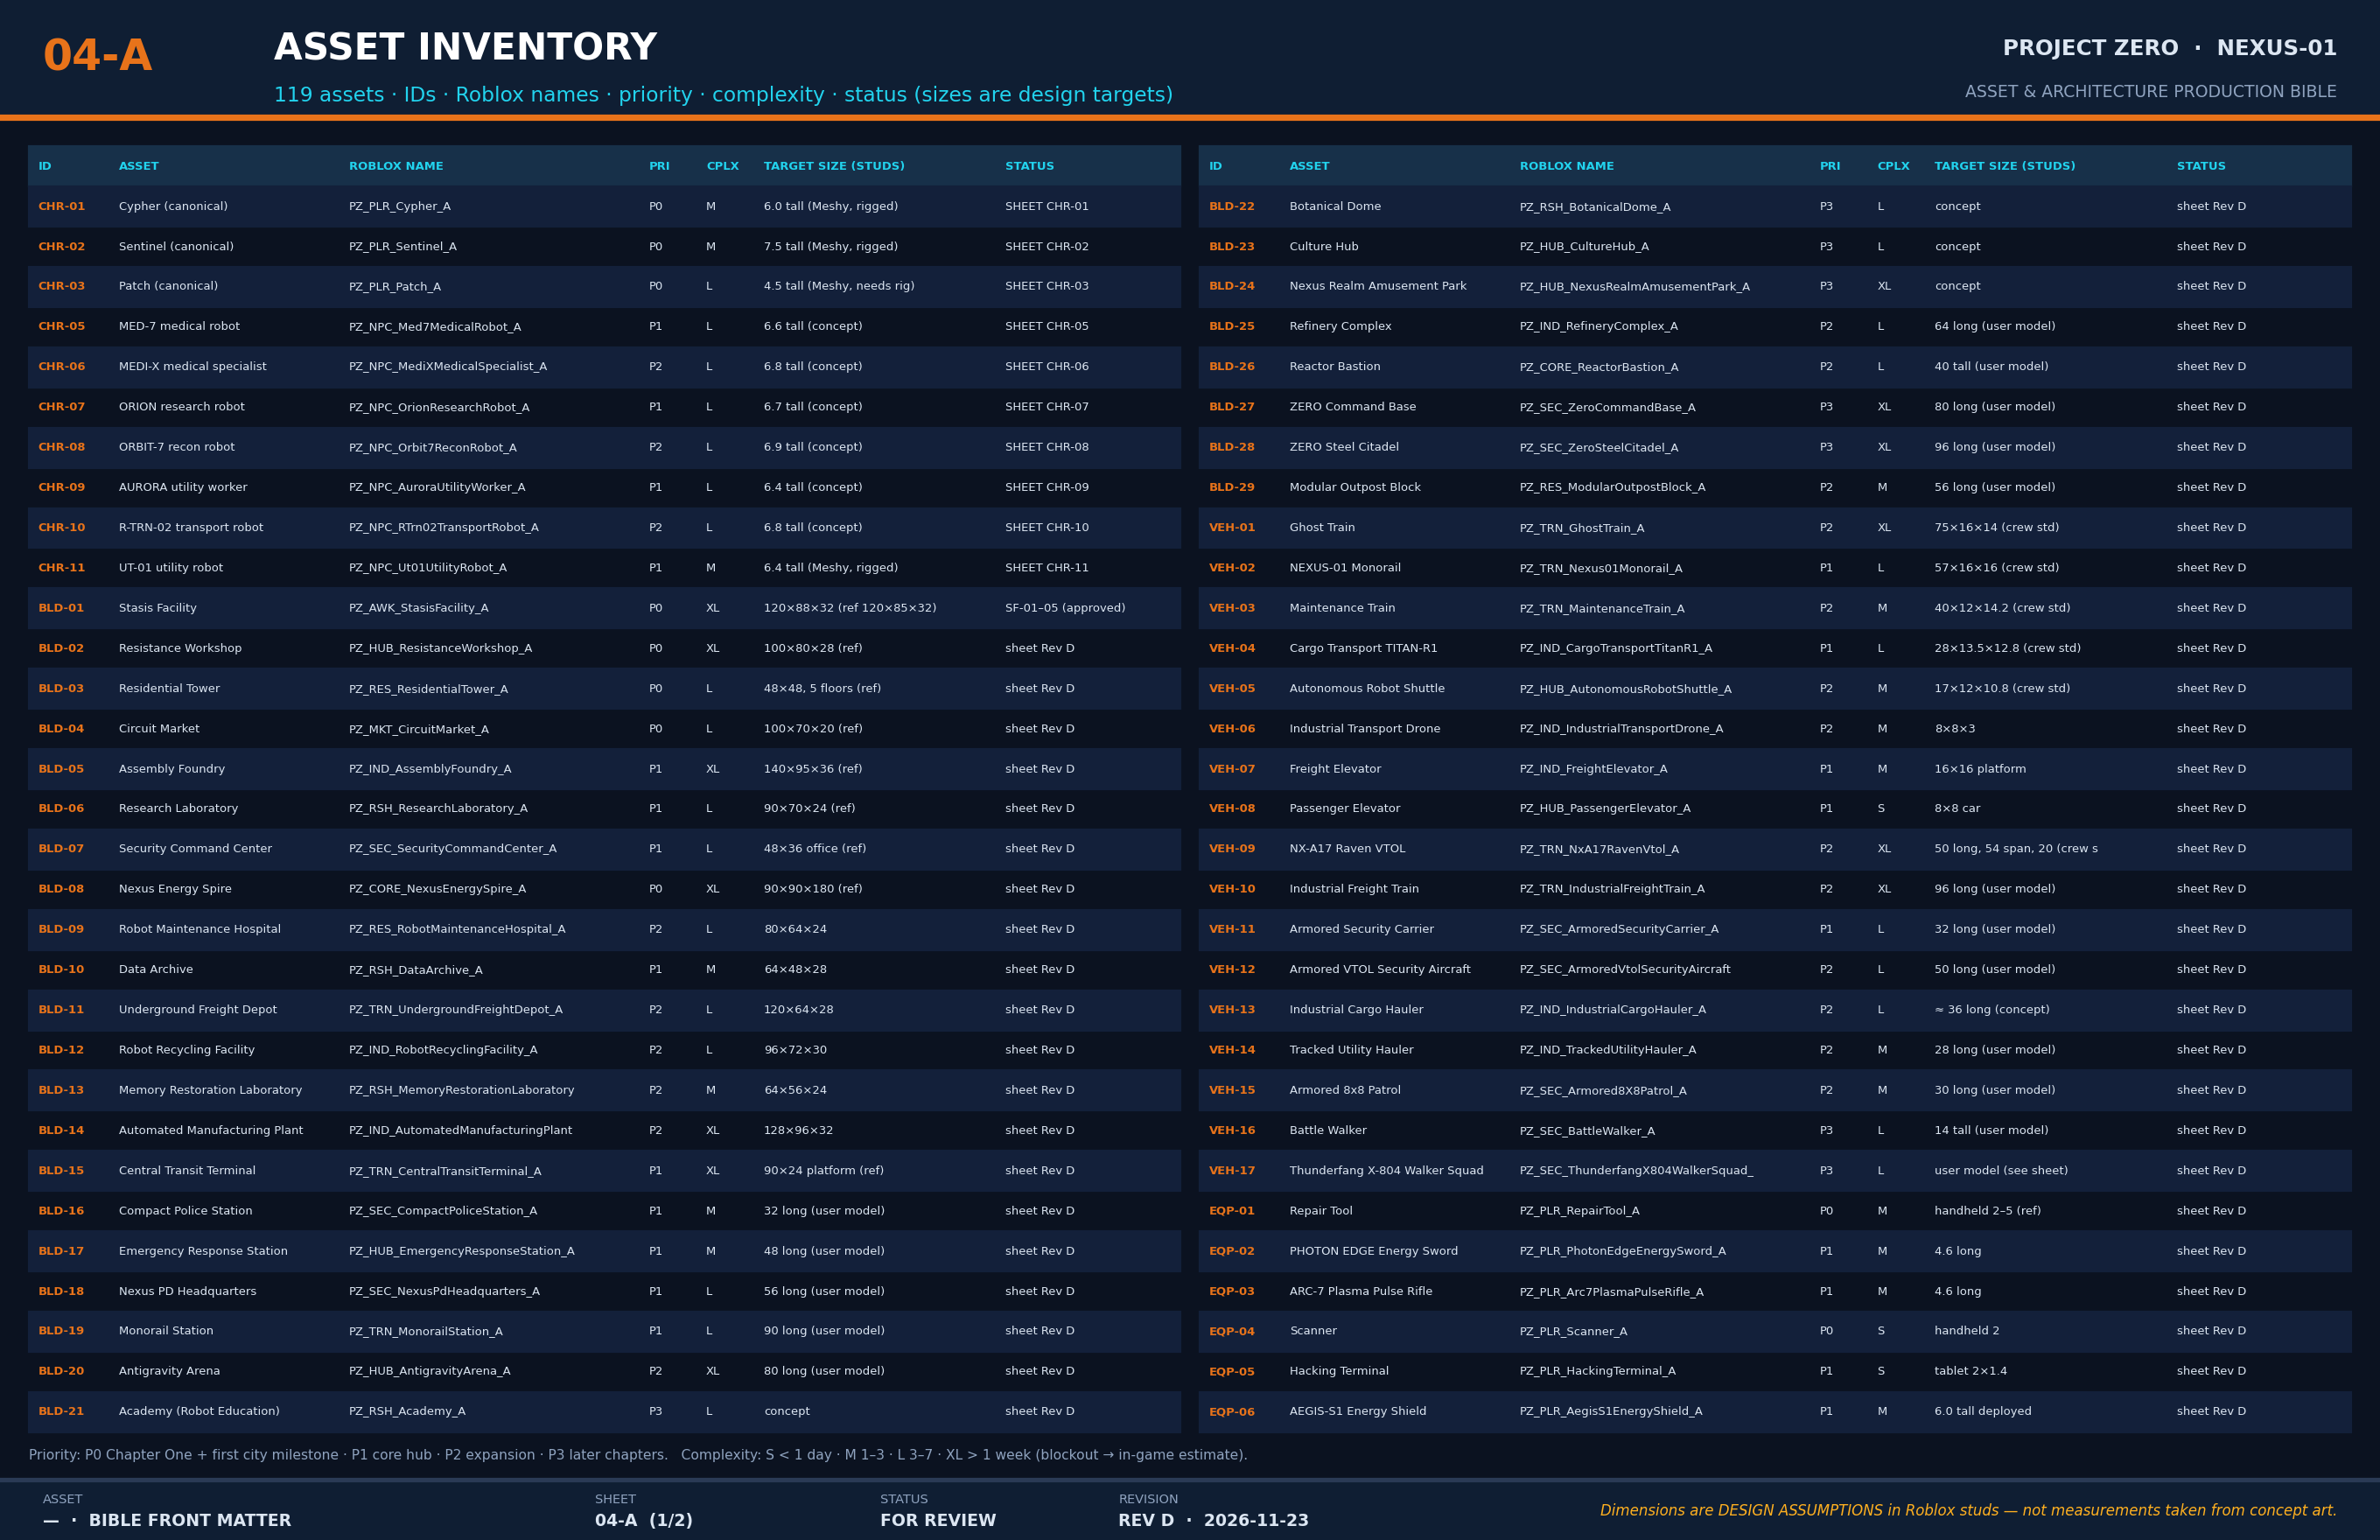 04-A
ASSET INVENTORY
119 assets · IDs · Roblox names · priority · complexity · status (sizes are design targets)
PROJECT ZERO · NEXUS-01
ASSET & ARCHITECTURE PRODUCTION BIBLE
ID ASSET ROBLOX NAME PRI CPLX TARGET SIZE (STUDS) STATUS
CHR-01 Cypher (canonical) PZ_PLR_Cypher_A P0 M 6.0 tall (Meshy, rigged) SHEET CHR-01
CHR-02 Sentinel (canonical) PZ_PLR_Sentinel_A P0 M 7.5 tall (Meshy, rigged) SHEET CHR-02
CHR-03 Patch (canonical) PZ_PLR_Patch_A P0 L 4.5 tall (Meshy, needs rig) SHEET CHR-03
CHR-05 MED-7 medical robot PZ_NPC_Med7MedicalRobot_A P1 L 6.6 tall (concept) SHEET CHR-05
CHR-06 MEDI-X medical specialist PZ_NPC_MediXMedicalSpecialist_A P2 L 6.8 tall (concept) SHEET CHR-06
CHR-07 ORION research robot PZ_NPC_OrionResearchRobot_A P1 L 6.7 tall (concept) SHEET CHR-07
CHR-08 ORBIT-7 recon robot PZ_NPC_Orbit7ReconRobot_A P2 L 6.9 tall (concept) SHEET CHR-08
CHR-09 AURORA utility worker PZ_NPC_AuroraUtilityWorker_A P1 L 6.4 tall (concept) SHEET CHR-09
CHR-10 R-TRN-02 transport robot PZ_NPC_RTrn02TransportRobot_A P2 L 6.8 tall (concept) SHEET CHR-10
CHR-11 UT-01 utility robot PZ_NPC_Ut01UtilityRobot_A P1 M 6.4 tall (Meshy, rigged) SHEET CHR-11
BLD-01 Stasis Facility PZ_AWK_StasisFacility_A P0 XL 120×88×32 (ref 120×85×32) SF-01–05 (approved)
BLD-02 Resistance Workshop PZ_HUB_ResistanceWorkshop_A P0 XL 100×80×28 (ref) sheet Rev D
BLD-03 Residential Tower PZ_RES_ResidentialTower_A P0 L 48×48, 5 floors (ref) sheet Rev D
BLD-04 Circuit Market PZ_MKT_CircuitMarket_A P0 L 100×70×20 (ref) sheet Rev D
BLD-05 Assembly Foundry PZ_IND_AssemblyFoundry_A P1 XL 140×95×36 (ref) sheet Rev D
BLD-06 Research Laboratory PZ_RSH_ResearchLaboratory_A P1 L 90×70×24 (ref) sheet Rev D
BLD-07 Security Command Center PZ_SEC_SecurityCommandCenter_A P1 L 48×36 office (ref) sheet Rev D
BLD-08 Nexus Energy Spire PZ_CORE_NexusEnergySpire_A P0 XL 90×90×180 (ref) sheet Rev D
BLD-09 Robot Maintenance Hospital PZ_RES_RobotMaintenanceHospital_A P2 L 80×64×24 sheet Rev D
BLD-10 Data Archive PZ_RSH_DataArchive_A P1 M 64×48×28 sheet Rev D
BLD-11 Underground Freight Depot PZ_TRN_UndergroundFreightDepot_A P2 L 120×64×28 sheet Rev D
BLD-12 Robot Recycling Facility PZ_IND_RobotRecyclingFacility_A P2 L 96×72×30 sheet Rev D
BLD-13 Memory Restoration Laboratory PZ_RSH_MemoryRestorationLaboratory P2 M 64×56×24 sheet Rev D
BLD-14 Automated Manufacturing Plant PZ_IND_AutomatedManufacturingPlant P2 XL 128×96×32 sheet Rev D
BLD-15 Central Transit Terminal PZ_TRN_CentralTransitTerminal_A P1 XL 90×24 platform (ref) sheet Rev D
BLD-16 Compact Police Station PZ_SEC_CompactPoliceStation_A P1 M 32 long (user model) sheet Rev D
BLD-17 Emergency Response Station PZ_HUB_EmergencyResponseStation_A P1 M 48 long (user model) sheet Rev D
BLD-18 Nexus PD Headquarters PZ_SEC_NexusPdHeadquarters_A P1 L 56 long (user model) sheet Rev D
BLD-19 Monorail Station PZ_TRN_MonorailStation_A P1 L 90 long (user model) sheet Rev D
BLD-20 Antigravity Arena PZ_HUB_AntigravityArena_A P2 XL 80 long (user model) sheet Rev D
BLD-21 Academy (Robot Education) PZ_RSH_Academy_A P3 L concept sheet Rev D
ID ASSET ROBLOX NAME PRI CPLX TARGET SIZE (STUDS) STATUS
BLD-22 Botanical Dome PZ_RSH_BotanicalDome_A P3 L concept sheet Rev D
BLD-23 Culture Hub PZ_HUB_CultureHub_A P3 L concept sheet Rev D
BLD-24 Nexus Realm Amusement Park PZ_HUB_NexusRealmAmusementPark_A P3 XL concept sheet Rev D
BLD-25 Refinery Complex PZ_IND_RefineryComplex_A P2 L 64 long (user model) sheet Rev D
BLD-26 Reactor Bastion PZ_CORE_ReactorBastion_A P2 L 40 tall (user model) sheet Rev D
BLD-27 ZERO Command Base PZ_SEC_ZeroCommandBase_A P3 XL 80 long (user model) sheet Rev D
BLD-28 ZERO Steel Citadel PZ_SEC_ZeroSteelCitadel_A P3 XL 96 long (user model) sheet Rev D
BLD-29 Modular Outpost Block PZ_RES_ModularOutpostBlock_A P2 M 56 long (user model) sheet Rev D
VEH-01 Ghost Train PZ_TRN_GhostTrain_A P2 XL 75×16×14 (crew std) sheet Rev D
VEH-02 NEXUS-01 Monorail PZ_TRN_Nexus01Monorail_A P1 L 57×16×16 (crew std) sheet Rev D
VEH-03 Maintenance Train PZ_TRN_MaintenanceTrain_A P2 M 40×12×14.2 (crew std) sheet Rev D
VEH-04 Cargo Transport TITAN-R1 PZ_IND_CargoTransportTitanR1_A P1 L 28×13.5×12.8 (crew std) sheet Rev D
VEH-05 Autonomous Robot Shuttle PZ_HUB_AutonomousRobotShuttle_A P2 M 17×12×10.8 (crew std) sheet Rev D
VEH-06 Industrial Transport Drone PZ_IND_IndustrialTransportDrone_A P2 M 8×8×3 sheet Rev D
VEH-07 Freight Elevator PZ_IND_FreightElevator_A P1 M 16×16 platform sheet Rev D
VEH-08 Passenger Elevator PZ_HUB_PassengerElevator_A P1 S 8×8 car sheet Rev D
VEH-09 NX-A17 Raven VTOL PZ_TRN_NxA17RavenVtol_A P2 XL 50 long, 54 span, 20 (crew s sheet Rev D
VEH-10 Industrial Freight Train PZ_TRN_IndustrialFreightTrain_A P2 XL 96 long (user model) sheet Rev D
VEH-11 Armored Security Carrier PZ_SEC_ArmoredSecurityCarrier_A P1 L 32 long (user model) sheet Rev D
VEH-12 Armored VTOL Security Aircraft PZ_SEC_ArmoredVtolSecurityAircraft P2 L 50 long (user model) sheet Rev D
VEH-13 Industrial Cargo Hauler PZ_IND_IndustrialCargoHauler_A P2 L ≈ 36 long (concept) sheet Rev D
VEH-14 Tracked Utility Hauler PZ_IND_TrackedUtilityHauler_A P2 M 28 long (user model) sheet Rev D
VEH-15 Armored 8x8 Patrol PZ_SEC_Armored8X8Patrol_A P2 M 30 long (user model) sheet Rev D
VEH-16 Battle Walker PZ_SEC_BattleWalker_A P3 L 14 tall (user model) sheet Rev D
VEH-17 Thunderfang X-804 Walker Squad PZ_SEC_ThunderfangX804WalkerSquad_ P3 L user model (see sheet) sheet Rev D
EQP-01 Repair Tool PZ_PLR_RepairTool_A P0 M handheld 2–5 (ref) sheet Rev D
EQP-02 PHOTON EDGE Energy Sword PZ_PLR_PhotonEdgeEnergySword_A P1 M 4.6 long sheet Rev D
EQP-03 ARC-7 Plasma Pulse Rifle PZ_PLR_Arc7PlasmaPulseRifle_A P1 M 4.6 long sheet Rev D
EQP-04 Scanner PZ_PLR_Scanner_A P0 S handheld 2 sheet Rev D
EQP-05 Hacking Terminal PZ_PLR_HackingTerminal_A P1 S tablet 2×1.4 sheet Rev D
EQP-06 AEGIS-S1 Energy Shield PZ_PLR_AegisS1EnergyShield_A P1 M 6.0 tall deployed sheet Rev D
Priority: P0 Chapter One + first city milestone · P1 core hub · P2 expansion · P3 later chapters. Complexity: S < 1 day · M 1–3 · L 3–7 · XL > 1 week (blockout → in-game estimate).
ASSET SHEET STATUS REVISION
— · BIBLE FRONT MATTER 04-A (1/2) FOR REVIEW REV D · 2026-11-23
Dimensions are DESIGN ASSUMPTIONS in Roblox studs — not measurements taken from concept art.